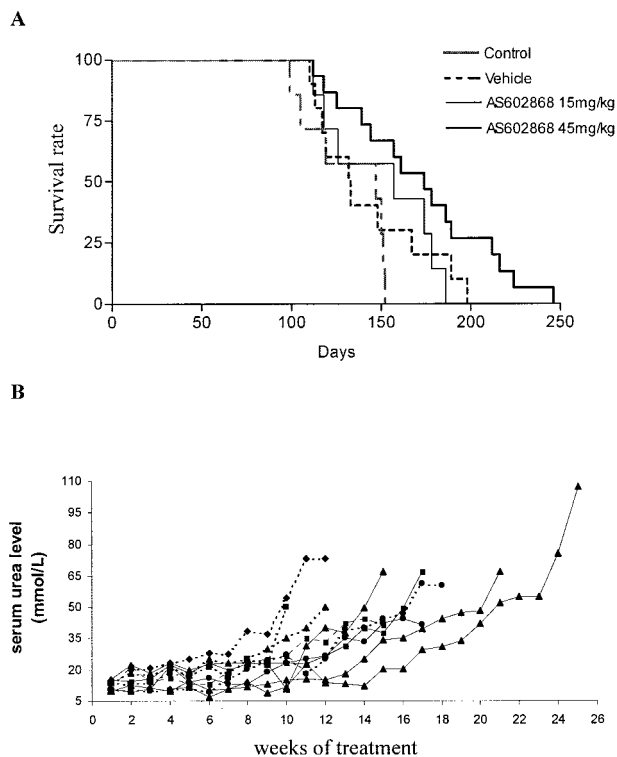 A
100
75
50
25
0
Survival rate
0 50 100 150 200 250
Days
Control
Vehicle
AS602868 15mg/kg
AS602868 45mg/kg
B
110
95
80
65
50
35
20
5
serum urea level
(mmol/L)
0 2 4 6 8 10 12 14 16 18 20 22 24 26
weeks of treatment